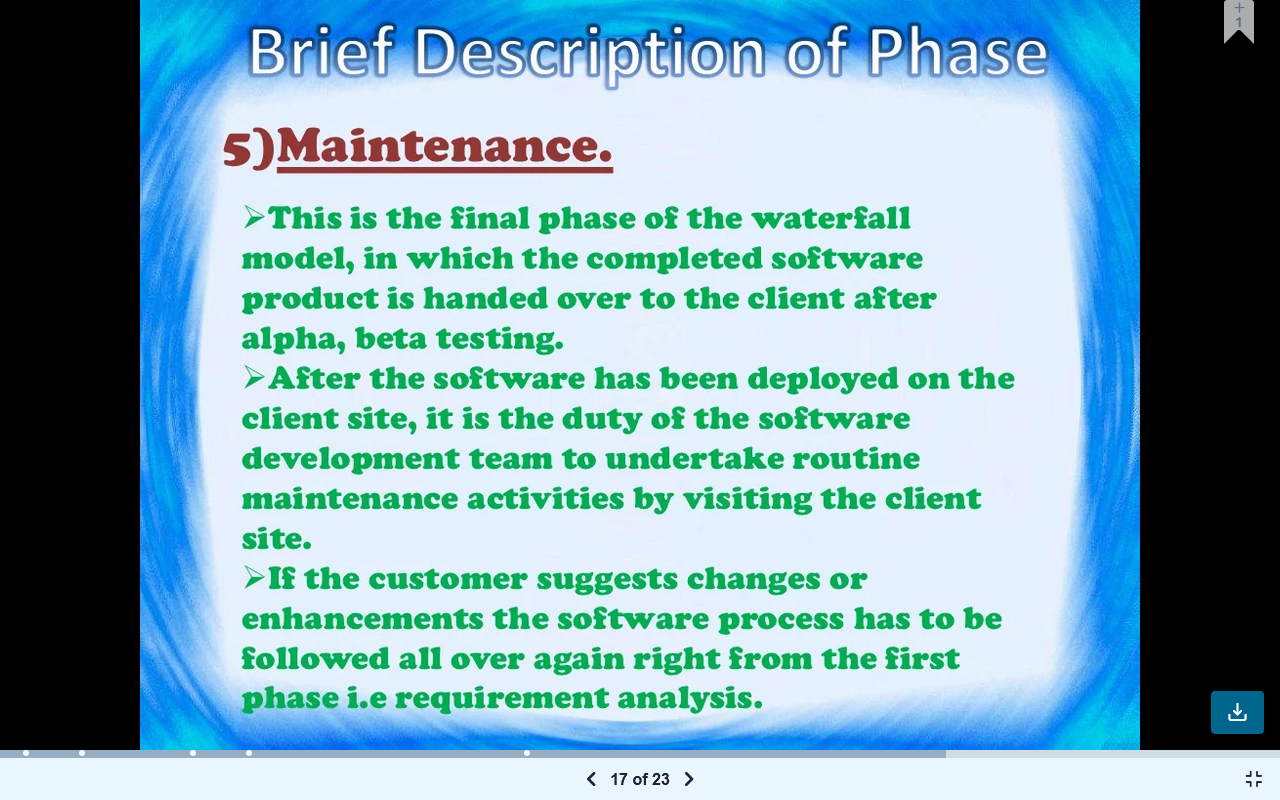 +
1
Brief Description of Phase
5)Maintenance.
➢This is the final phase of the waterfall
model, in which the completed software
product is handed over to the client after
alpha, beta testing.
➢After the software has been deployed on the
client site, it is the duty of the software
development team to undertake routine
maintenance activities by visiting the client
site.
➢If the customer suggests changes or
enhancements the software process has to be
followed all over again right from the first
phase i.e requirement analysis.
17 of 23